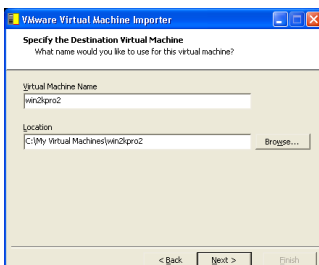 VMware Virtual Machine Importer
Specify the Destination Virtual Machine
What name would you like to use for this virtual machine?
Virtual Machine Name
win2kpro2
Location
C:\My Virtual Machines\win2kpro2
Browse...
< Back
Next >
Finish